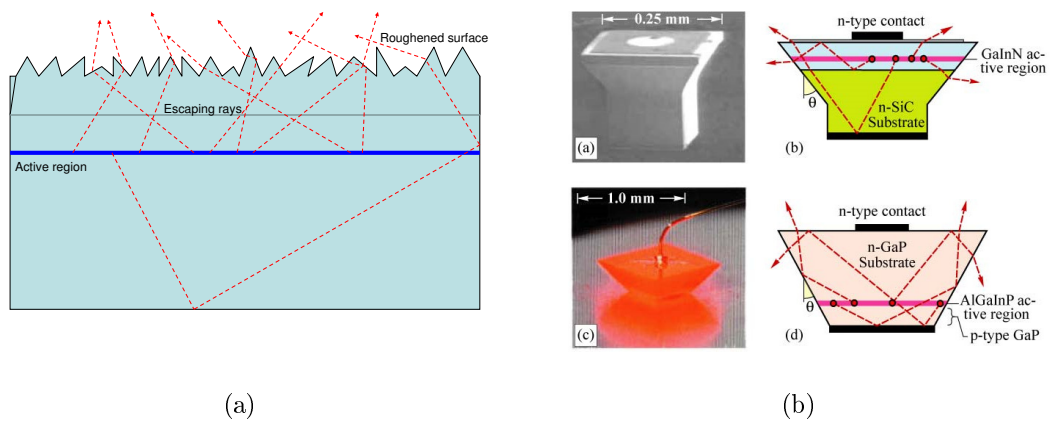 Roughened surface
Escaping rays
Active region
(a)
0.25 mm
(a)
n-type contact
GaInN ac-
tive region
θ
n-SiC
Substrate
(b)
1.0 mm
(c)
n-type contact
n-GaP
Substrate
θ
AlGaInP ac-
tive region
p-type GaP
(d)
(b)